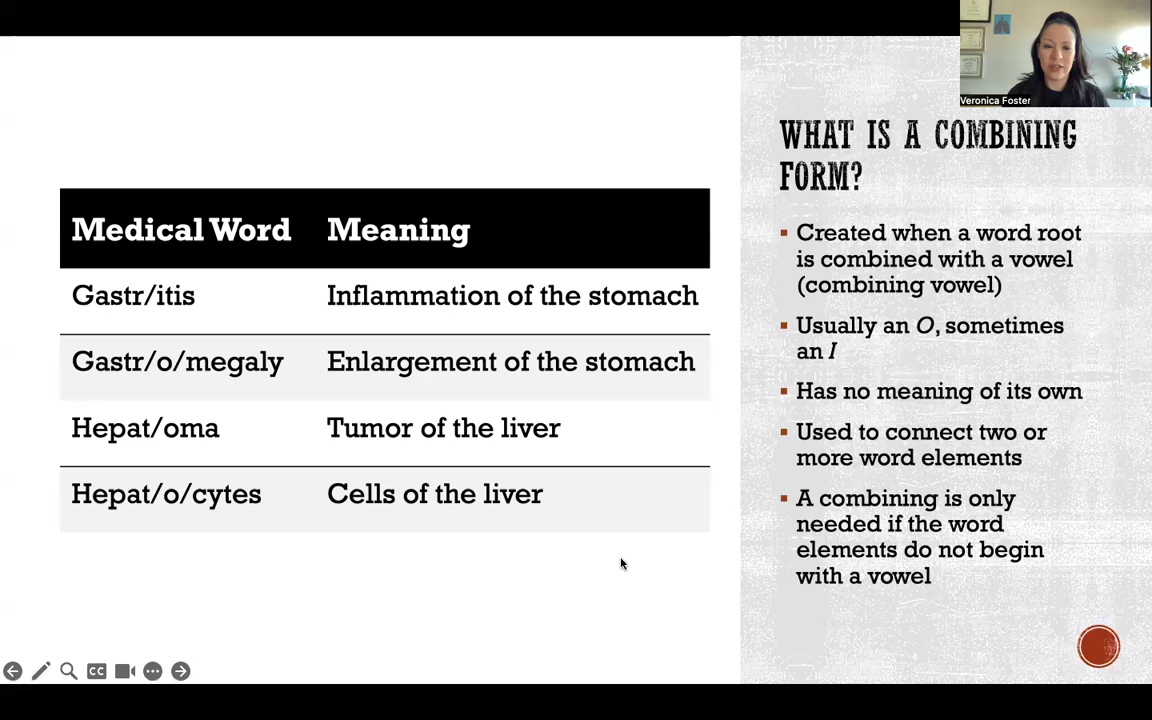 Veronica Foster
WHAT IS A COMBINING
FORM?
Medical Word Meaning
Gastr/itis Inflammation of the stomach
Gastr/o/megaly Enlargement of the stomach
Hepat/oma Tumor of the liver
Hepat/o/cytes Cells of the liver
Created when a word root
is combined with a vowel
(combining vowel)
Usually an O, sometimes
an I
Has no meaning of its own
Used to connect two or
more word elements
A combining is only
needed if the word
elements do not begin
with a vowel
CC